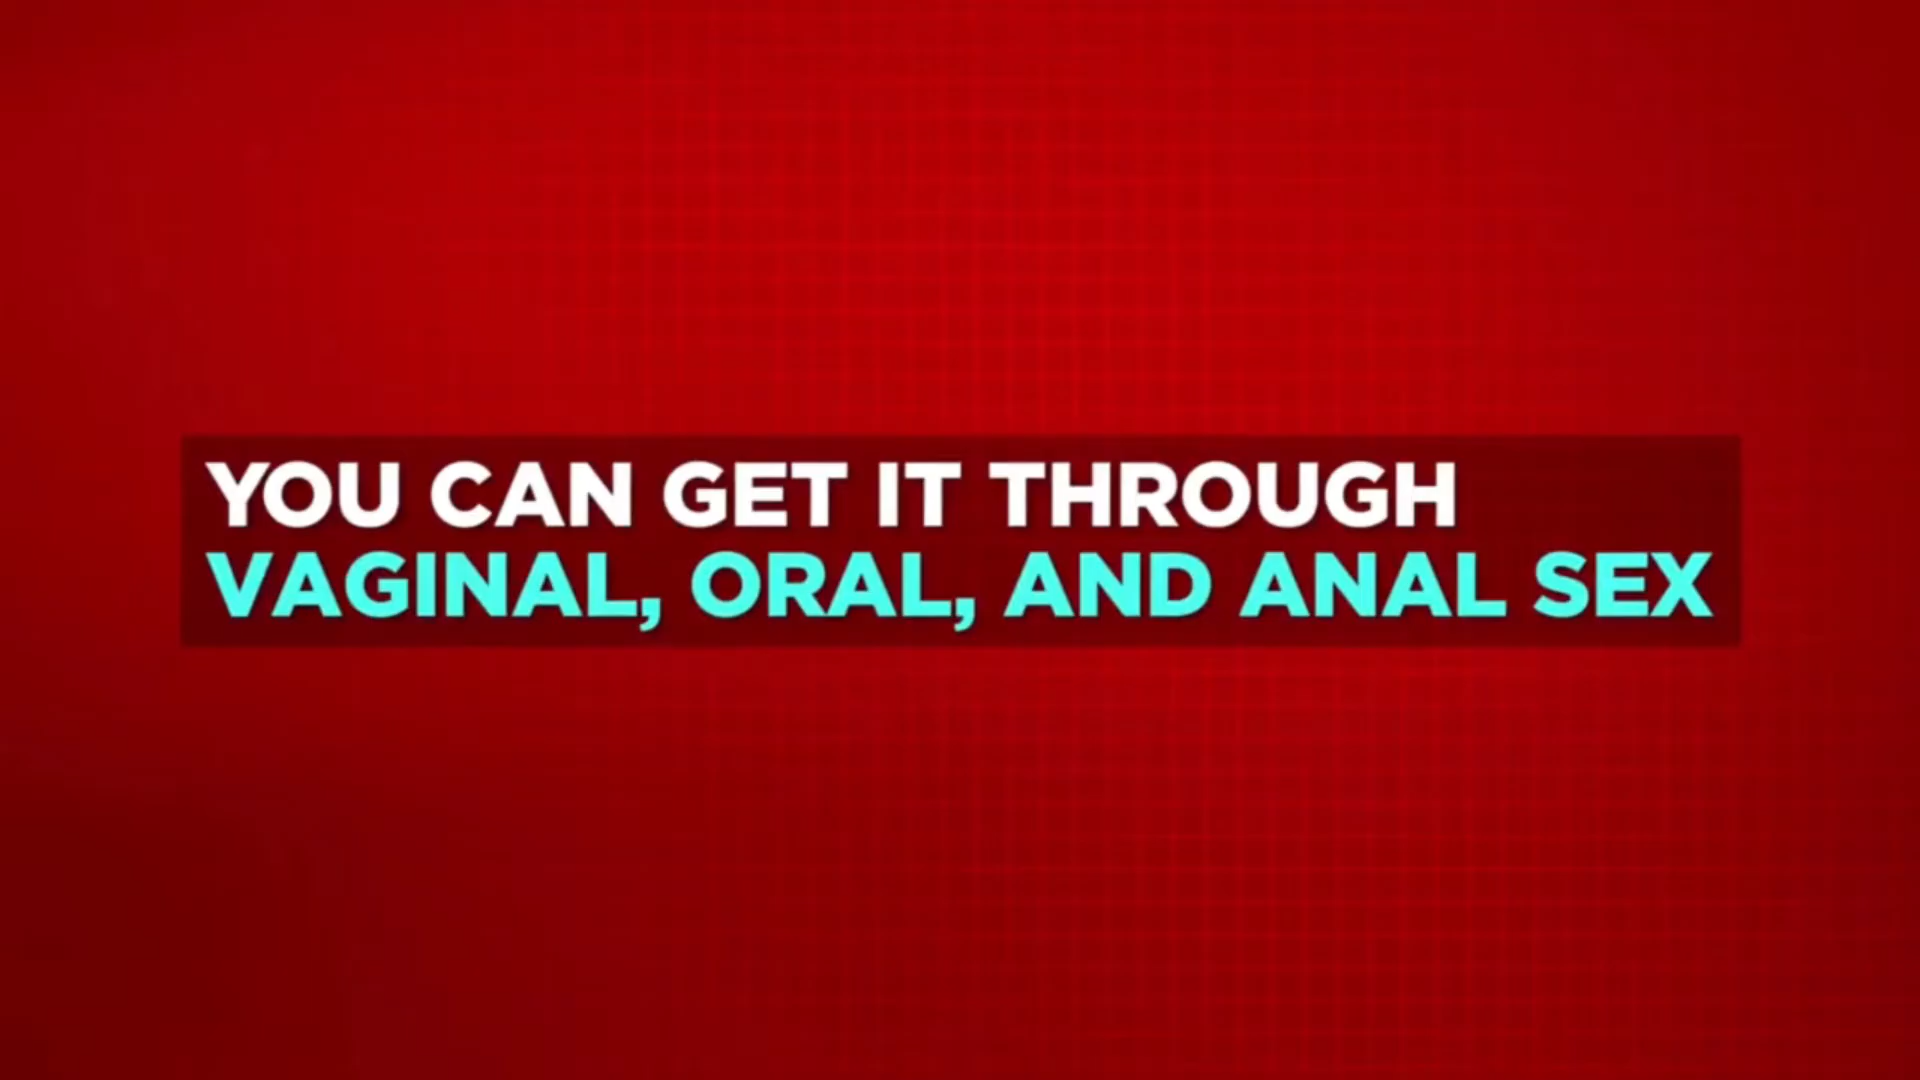 YOU CAN GET IT THROUGH
VAGINAL, ORAL, AND ANAL SEX